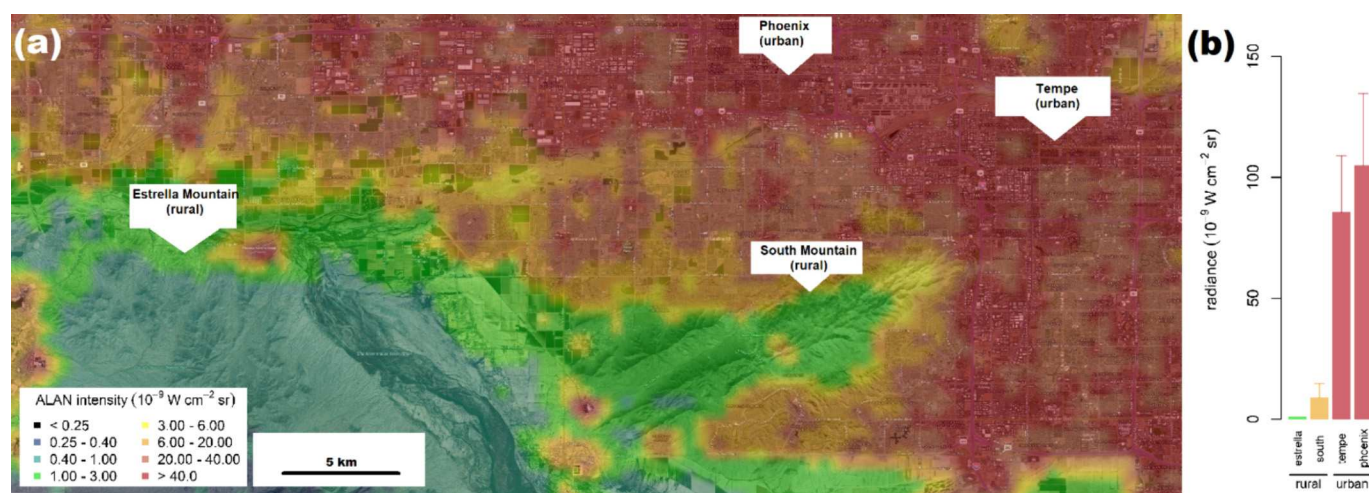 (a)
Phoenix
(urban)
Tempe
(urban)
Estrella Mountain
(rural)
South Mountain
(rural)
ALAN intensity (10⁻⁹ W cm⁻² sr)
< 0.25
0.25 - 0.40
0.40 - 1.00
1.00 - 3.00
3.00 - 6.00
6.00 - 20.00
20.00 - 40.00
> 40.0
5 km
(b)
radiance (10⁻⁹ W cm⁻² sr)
150
100
50
0
estrella
south
tempe
phoenix
rural
urban